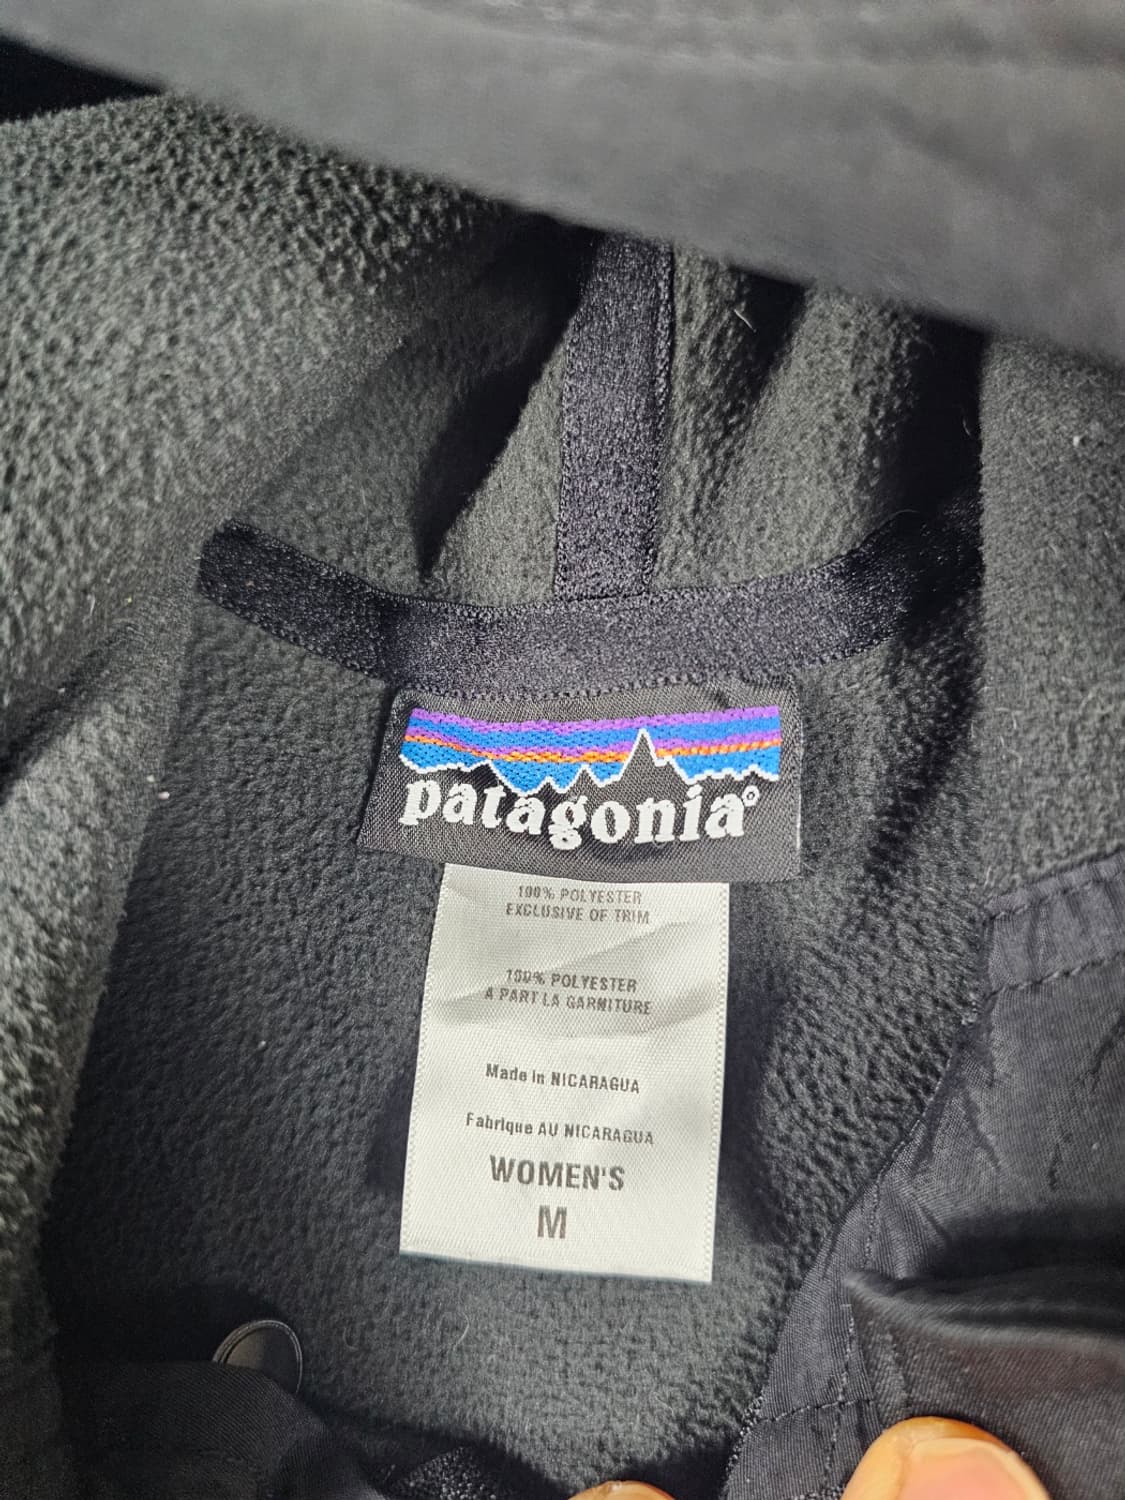 patagonia®
100% POLYESTER
EXCLUSIVE OF TRIM
100% POLYESTER
A PART LA GARNITURE
Made in NICARAGUA
Fabrique AU NICARAGUA
WOMEN'S
M